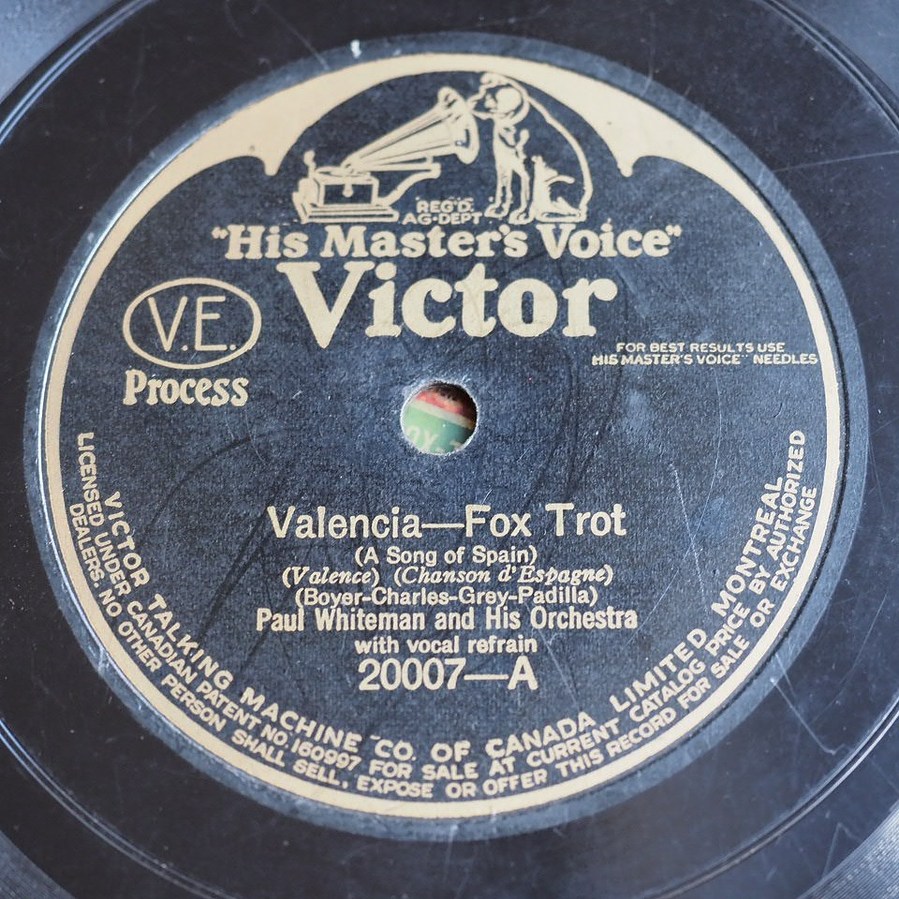 REG'D.
AG-DEPT
"His Master's Voice"
Victor
V.E.
Process
FOR BEST RESULTS USE
HIS MASTER'S VOICE" NEEDLES
Valencia—Fox Trot
(A Song of Spain)
(Valence) (Chanson d'Espagne)
(Boyer-Charles-Grey-Padilla)
Paul Whiteman and His Orchestra
with vocal refrain
20007—A
VICTOR TALKING MACHINE CO. OF CANADA LIMITED MONTREAL
LICENSED UNDER CANADIAN PATENT NO. 160997 FOR SALE AT CURRENT CATALOG PRICE BY AUTHORIZED
DEALERS. NO OTHER PERSON SHALL SELL, EXPOSE OR OFFER THIS RECORD FOR SALE OR EXCHANGE